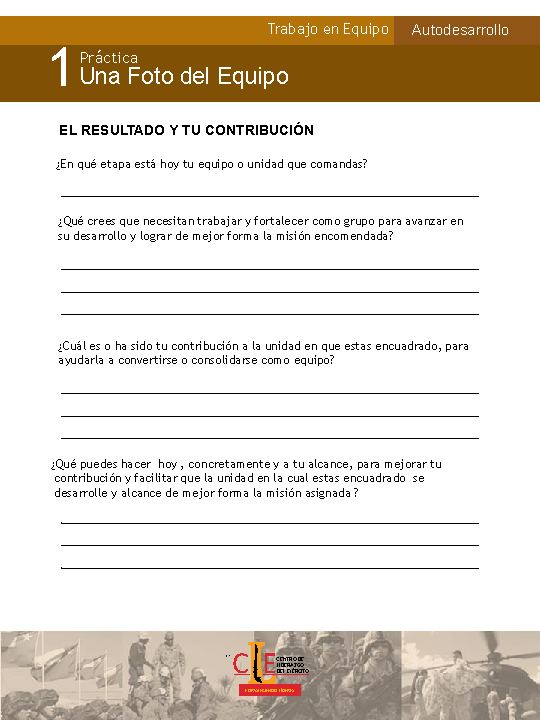 Trabajo en Equipo
Autodesarrollo
1
Práctica
Una Foto del Equipo
EL RESULTADO Y TU CONTRIBUCIÓN
¿En qué etapa está hoy tu equipo o unidad que comandas?
¿Qué crees que necesitan trabajar y fortalecer como grupo para avanzar en
su desarrollo y lograr de mejor forma la misión encomendada?
¿Cuál es o ha sido tu contribución a la unidad en que estas encuadrado, para
ayudarla a convertirse o consolidarse como equipo?
¿Qué puedes hacer hoy , concretamente y a tu alcance, para mejorar tu
contribución y facilitar que la unidad en la cual estas encuadrado se
desarrolle y alcance de mejor forma la misión asignada?
CLE
CENTRO DE
LIDERAZGO
DEL EJÉRCITO